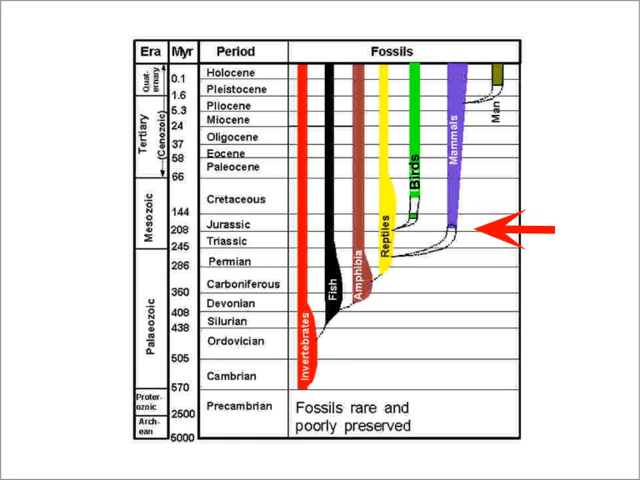 Era Myr Period Fossils
Quat-
ernary
0.1
Holocene
Pleistocene
1.6
Tertiary
(Cenozoic)
Pliocene
5.3
Miocene
24
Oligocene
37
Eocene
58
Paleocene
66
Mesozoic
Cretaceous
144
Jurassic
208
Triassic
245
Palaeozoic
Permian
286
Carboniferous
360
Devonian
408
Silurian
438
Ordovician
505
Cambrian
570
Proter-
ozoic
Precambrian
2500
Arch-
ean
5000
Invertebrates
Fish
Amphibia
Reptiles
Birds
Mammals
Man
Fossils rare and
poorly preserved